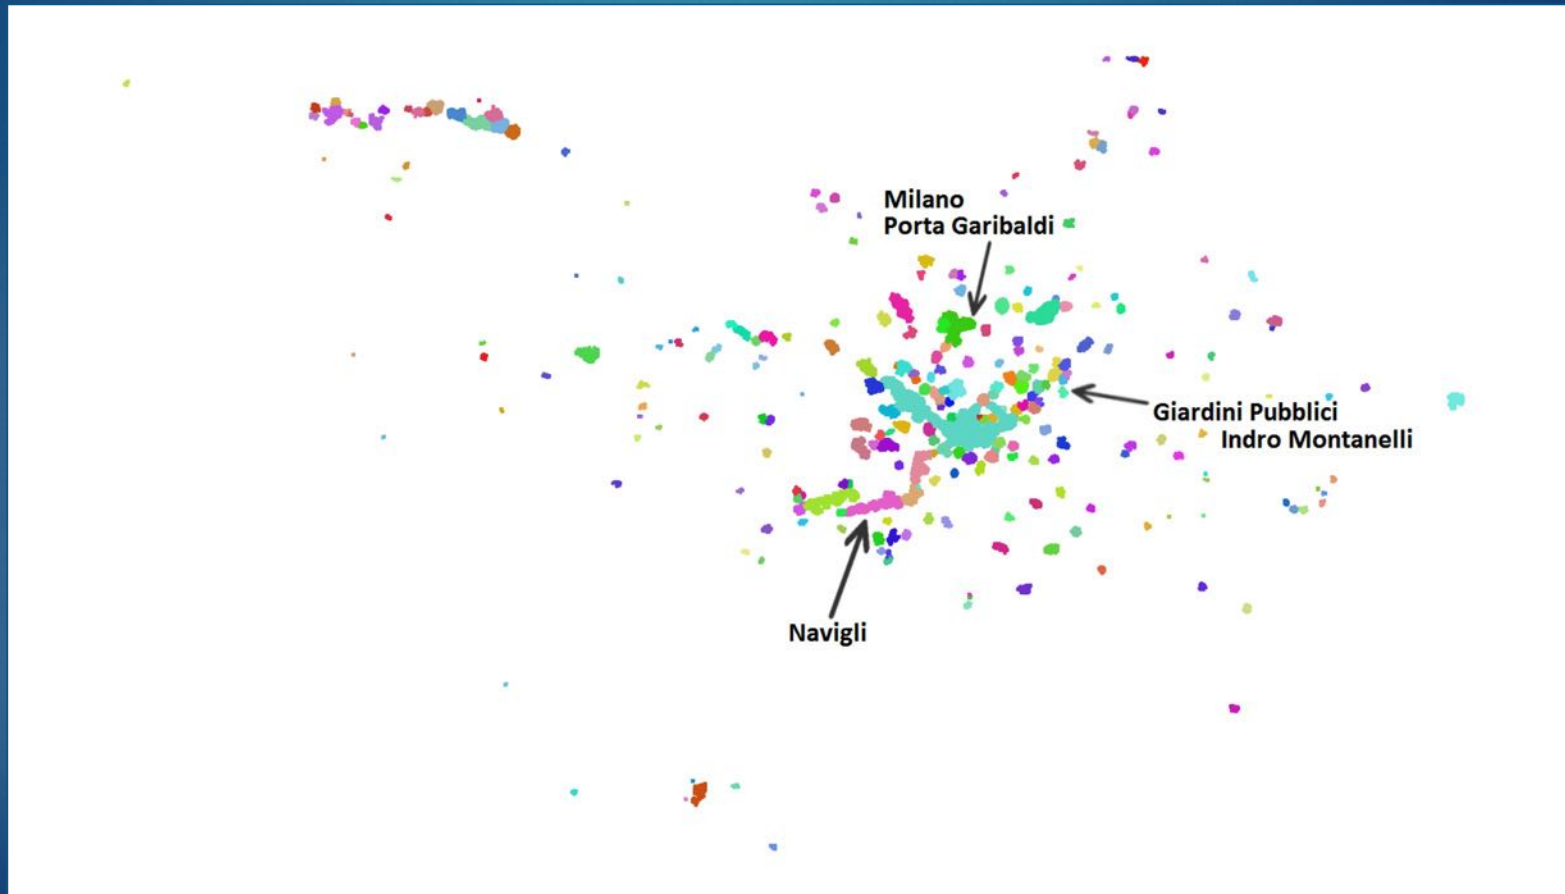 Milano
Porta Garibaldi
Giardini Pubblici
Indro Montanelli
Navigli